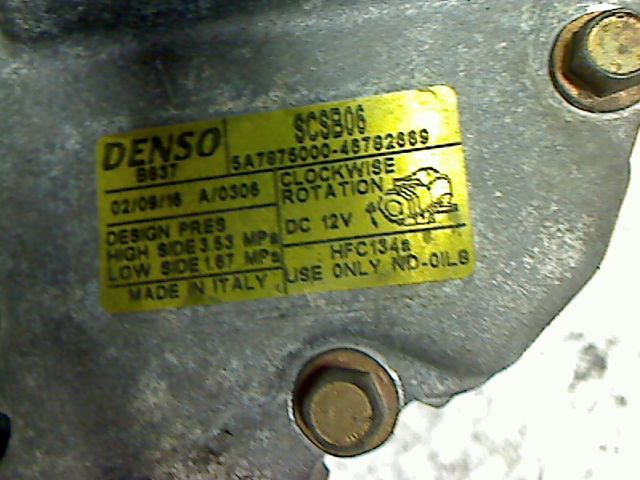 DENSO
B837
SCSB06
5A7875000-48782889
02/09/16 A/0306
CLOCKWISE
ROTATION
DC 12V
DESIGN PRES
HIGH SIDE 3.53 MPa
LOW SIDE 1.67 MPa
MADE IN ITALY
HFC134a
USE ONLY ND-OIL8